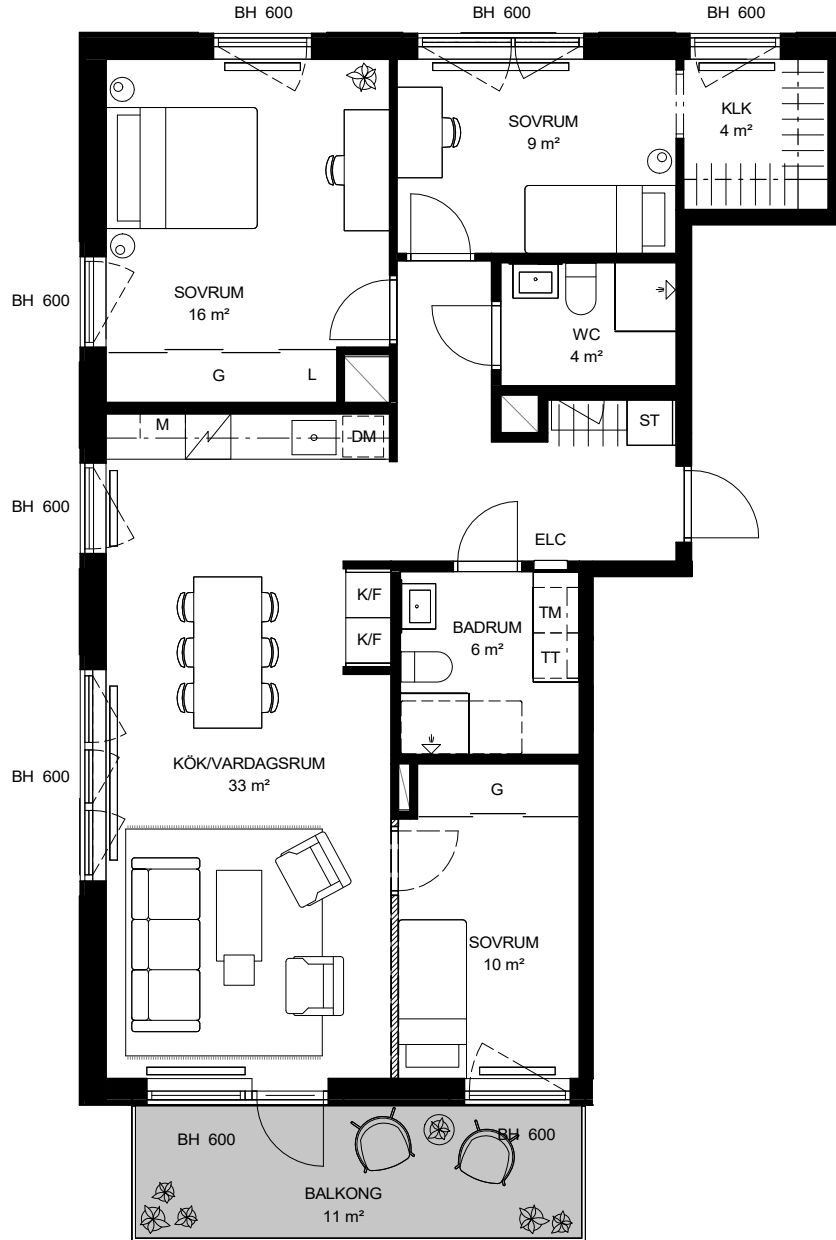 BH 600
BH 600
BH 600
SOVRUM
9 m²
KLK
4 m²
SOVRUM
16 m²
BH 600
WC
4 m²
G
L
M
DM
ST
BH 600
ELC
K/F
K/F
BADRUM
6 m²
TM
TT
KÖK/VARDAGSRUM
33 m²
BH 600
G
SOVRUM
10 m²
BH 600
BH 600
BALKONG
11 m²